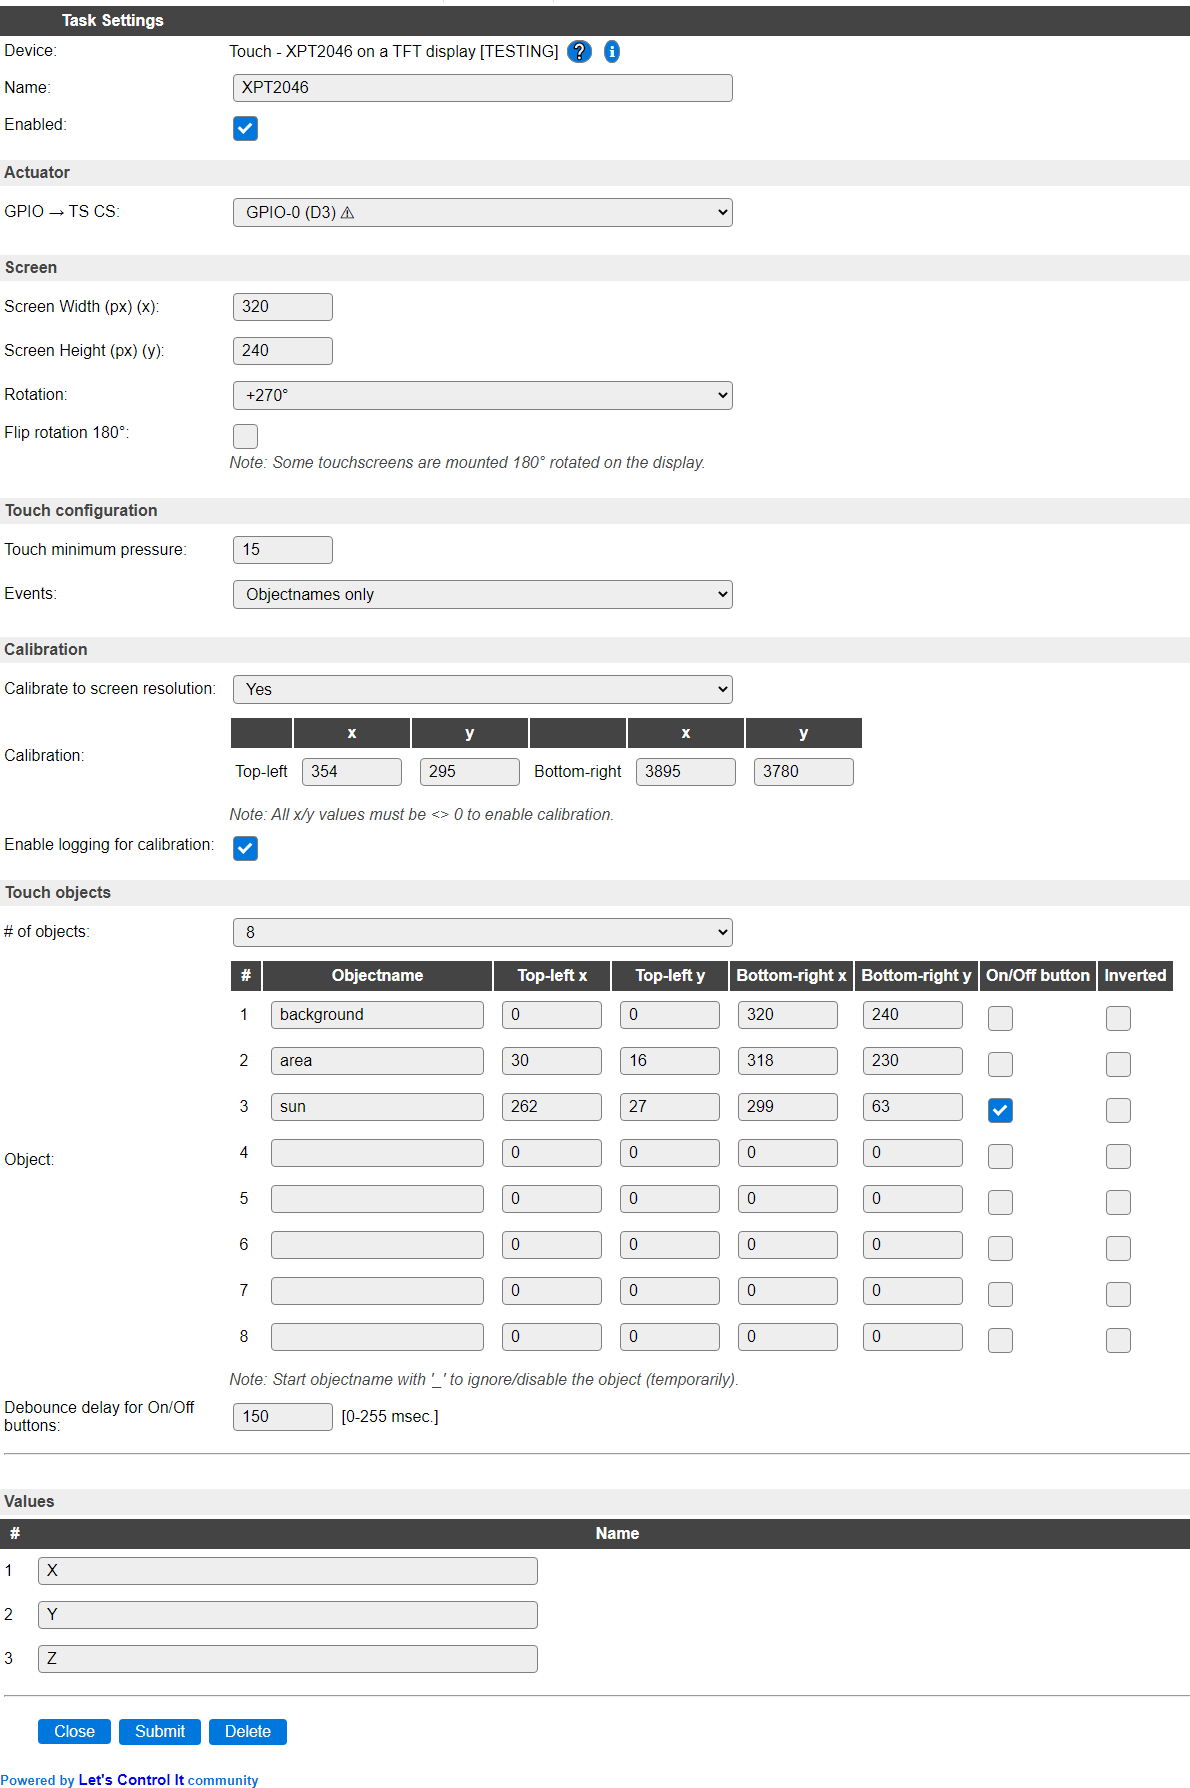 Task Settings
Device: Touch - XPT2046 on a TFT display [TESTING] ? i
Name: XPT2046
Enabled:
Actuator
GPIO → TS CS: GPIO-0 (D3) ⚠
Screen
Screen Width (px) (x): 320
Screen Height (px) (y): 240
Rotation: +270°
Flip rotation 180°:
Note: Some touchscreens are mounted 180° rotated on the display.
Touch configuration
Touch minimum pressure: 15
Events: Objectnames only
Calibration
Calibrate to screen resolution: Yes
x y x y
Calibration:
Top-left 354 295 Bottom-right 3895 3780
Note: All x/y values must be <> 0 to enable calibration.
Enable logging for calibration:
Touch objects
# of objects: 8
# Objectname Top-left x Top-left y Bottom-right x Bottom-right y On/Off button Inverted
1 background 0 0 320 240
2 area 30 16 318 230
3 sun 262 27 299 63
4 0 0 0 0
Object:
5 0 0 0 0
6 0 0 0 0
7 0 0 0 0
8 0 0 0 0
Note: Start objectname with '_' to ignore/disable the object (temporarily).
Debounce delay for On/Off
buttons: 150 [0-255 msec.]
Values
# Name
1 X
2 Y
3 Z
Close Submit Delete
Powered by Let's Control It community